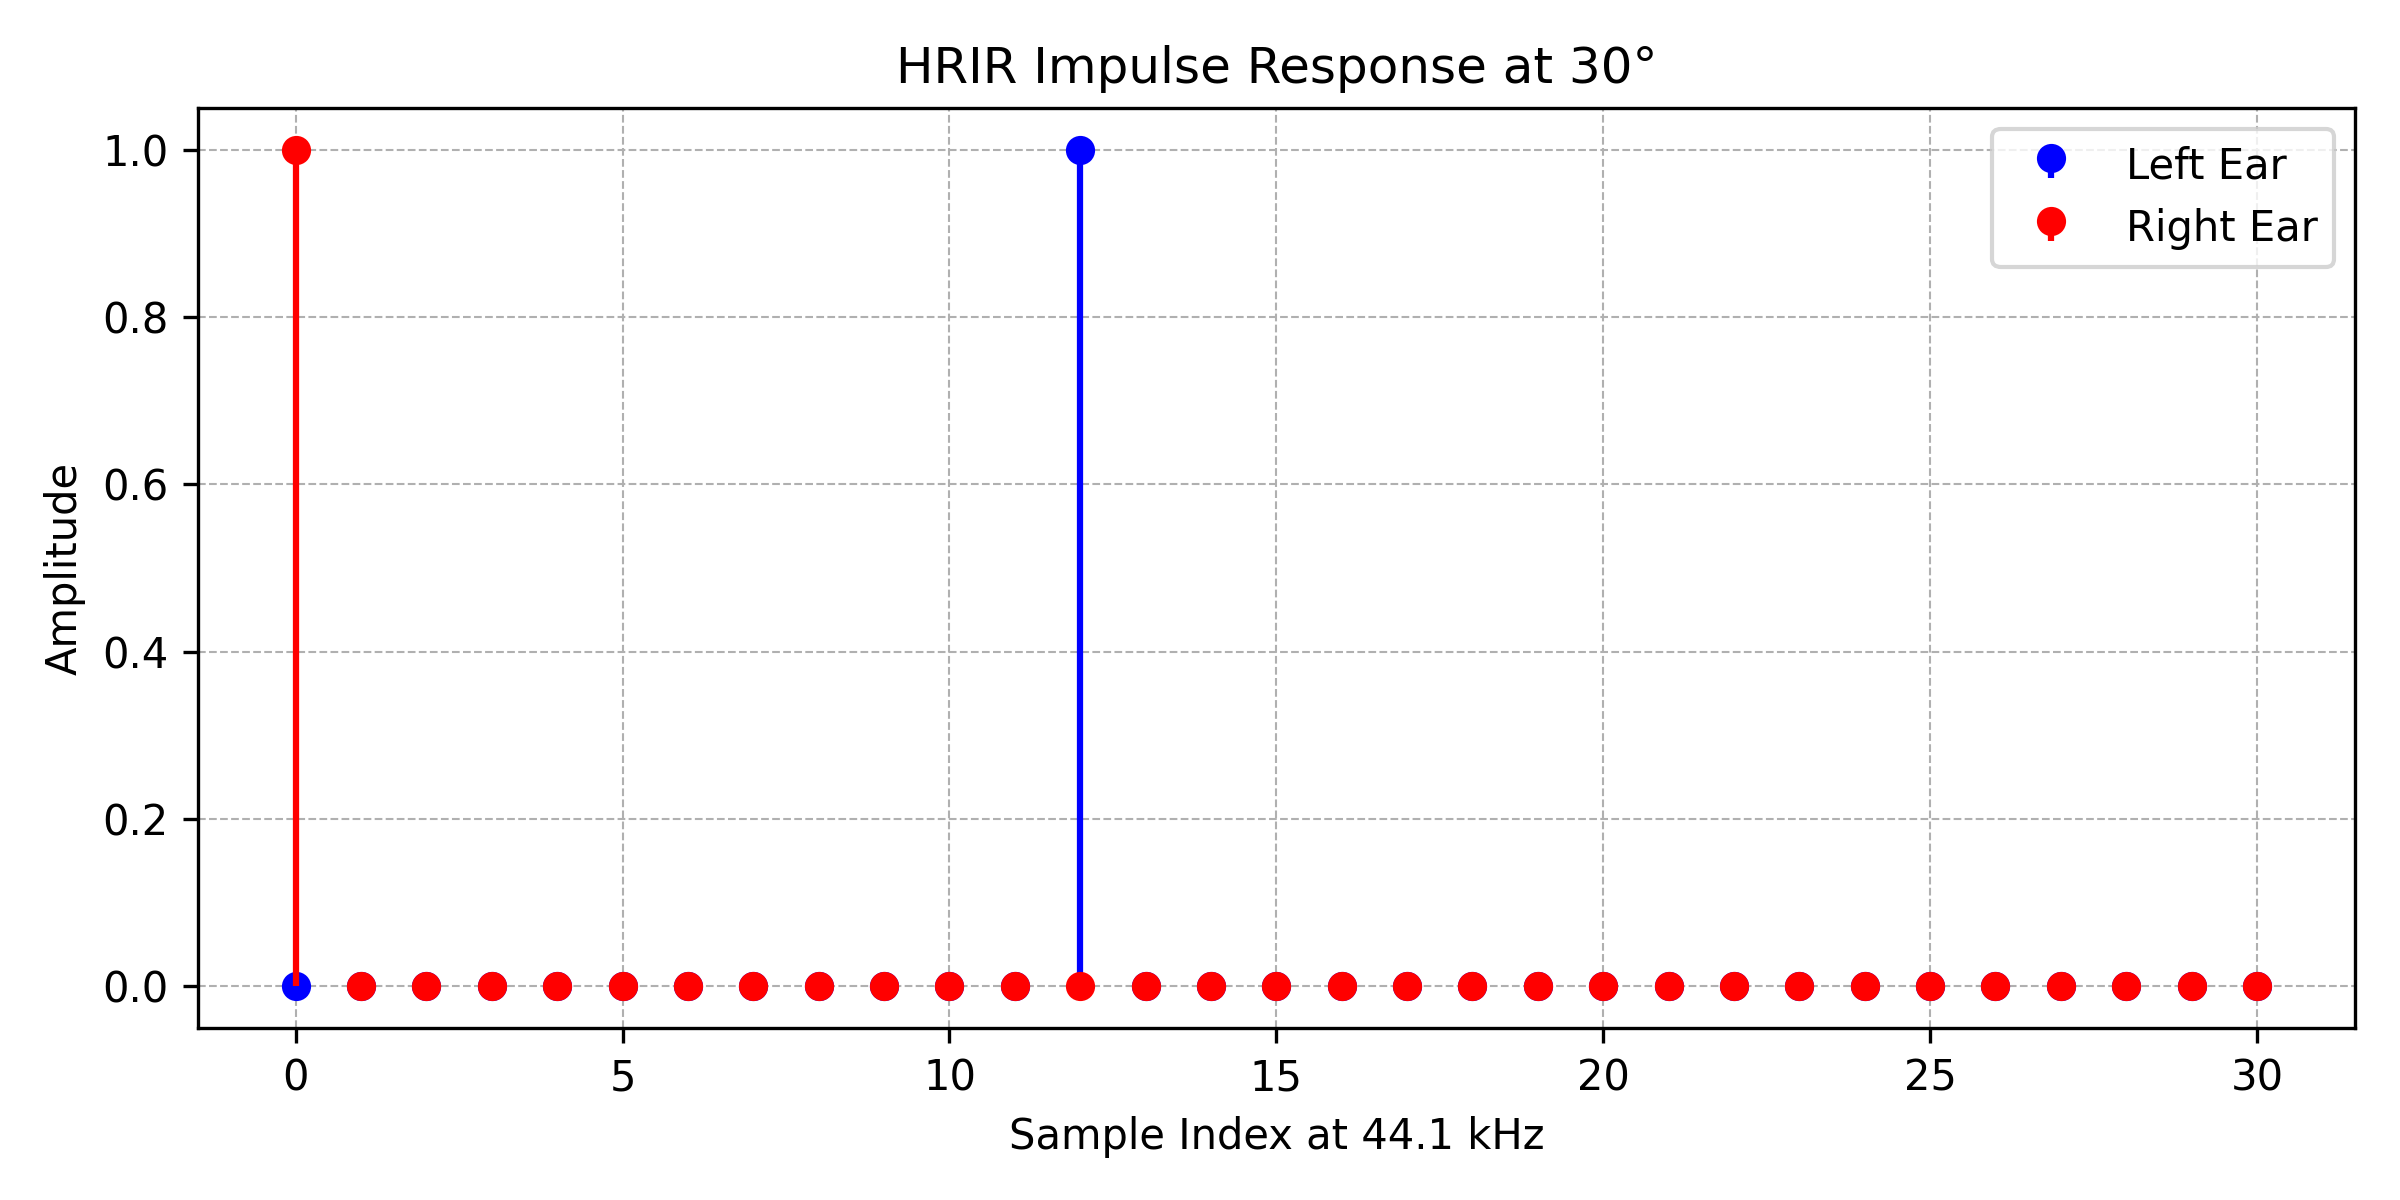 HRIR Impulse Response at 30°
Left Ear
Right Ear
1.0
0.8
0.6
0.4
0.2
0.0
Amplitude
0 5 10 15 20 25 30
Sample Index at 44.1 kHz